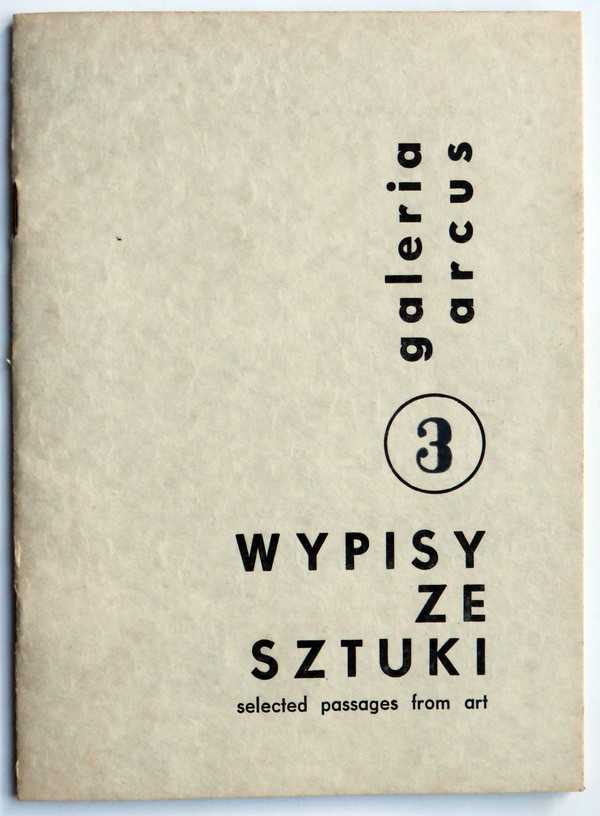 galeria
arcus
3
WYPISY
ZE
SZTUKI
selected passages from art